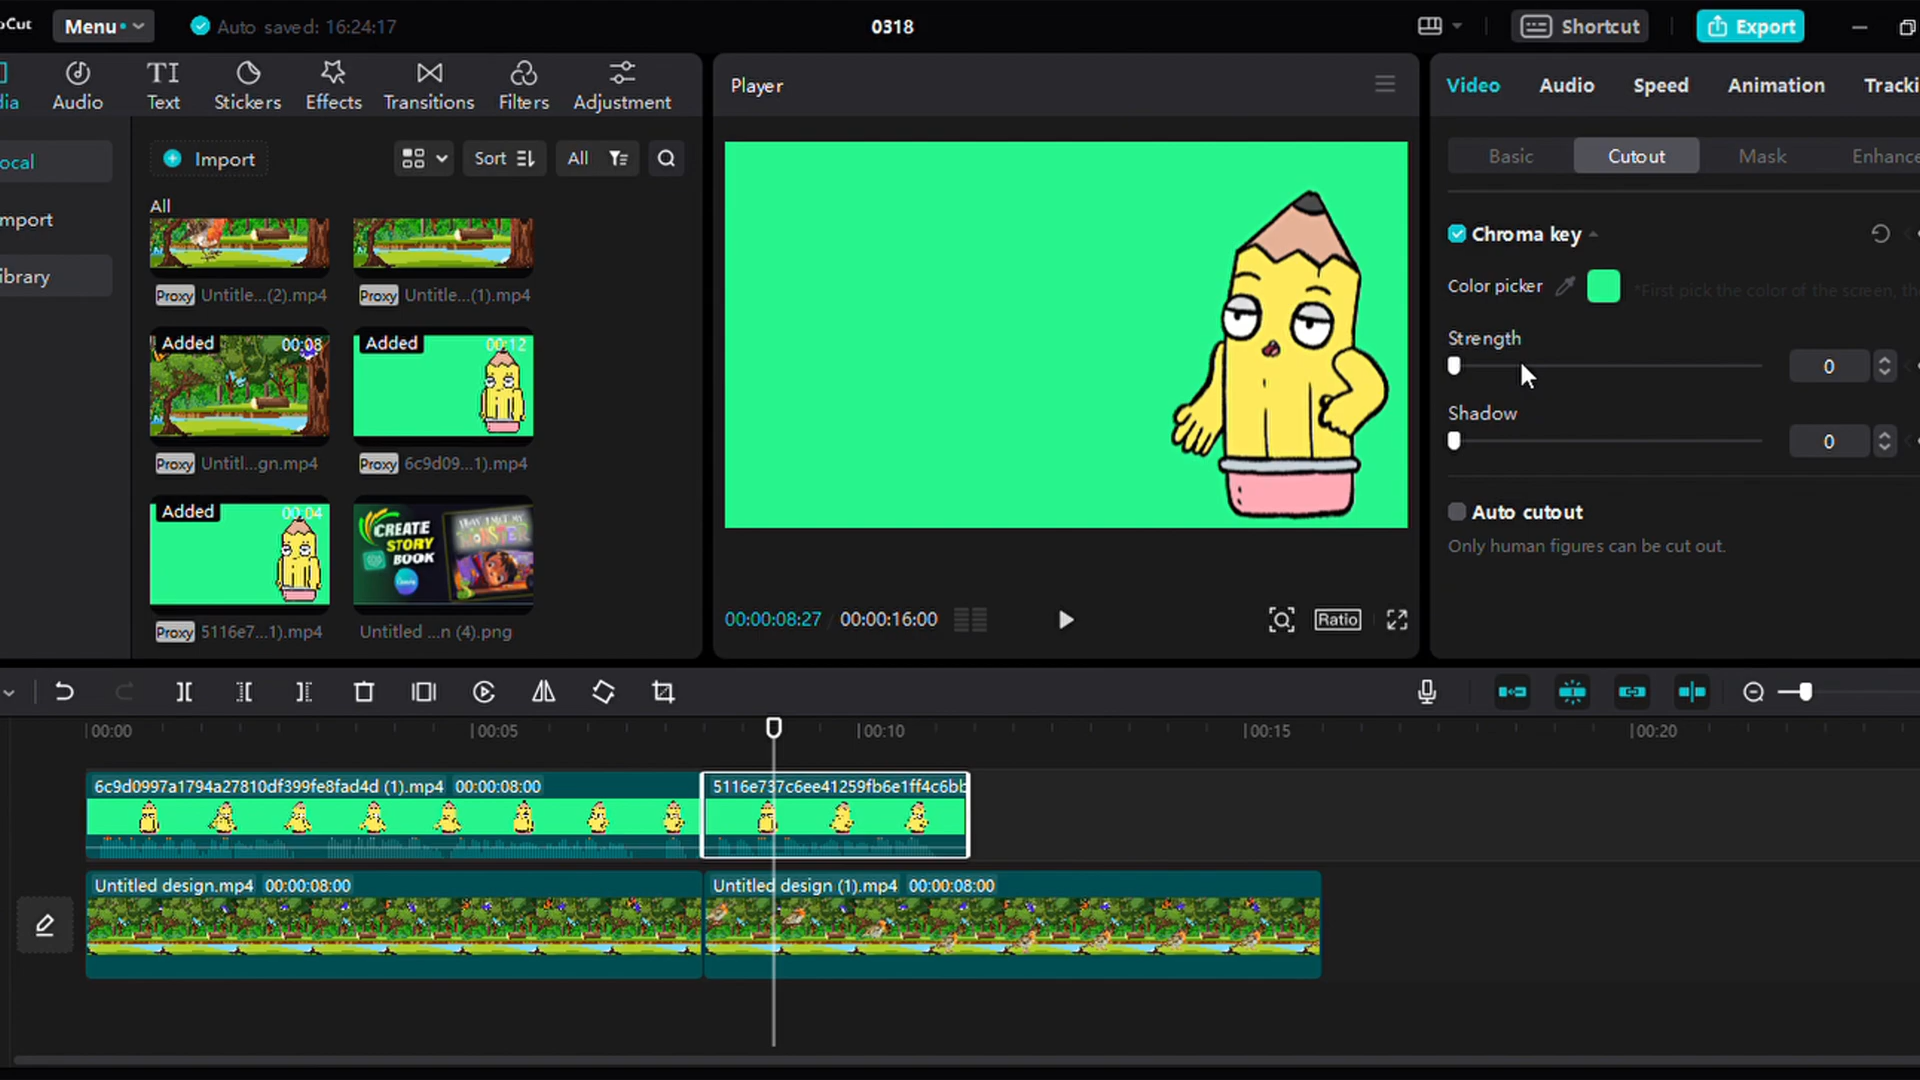 oCut
Menu
Auto saved: 16:24:17
0318
Shortcut
Export
dia
Audio
Text
Stickers
Effects
Transitions
Filters
Adjustment
Player
Video
Audio
Speed
Animation
Tracki
ocal
Import
Sort
All
Basic
Cutout
Mask
Enhance
mport
ibrary
All
Chroma key
Color picker
*First pick the color of the screen, the
Proxy Untitle...(2).mp4
Proxy Untitle...(1).mp4
Strength
0
Added 00:08
Added 00:12
Shadow
0
Proxy Untitl...gn.mp4
Proxy 6c9d09...1).mp4
Auto cutout
Only human figures can be cut out.
Added 00:04
CREATE
STORY
BOOK
MONSTER
Proxy 5116e7...1).mp4
Untitled ...n (4).png
00:00:08:27 / 00:00:16:00
Ratio
00:00
00:05
00:10
00:15
00:20
6c9d0997a1794a27810df399fe8fad4d (1).mp4 00:00:08:00
5116e737c6ee41259fb6e1ff4c6bb
Untitled design.mp4 00:00:08:00
Untitled design (1).mp4 00:00:08:00